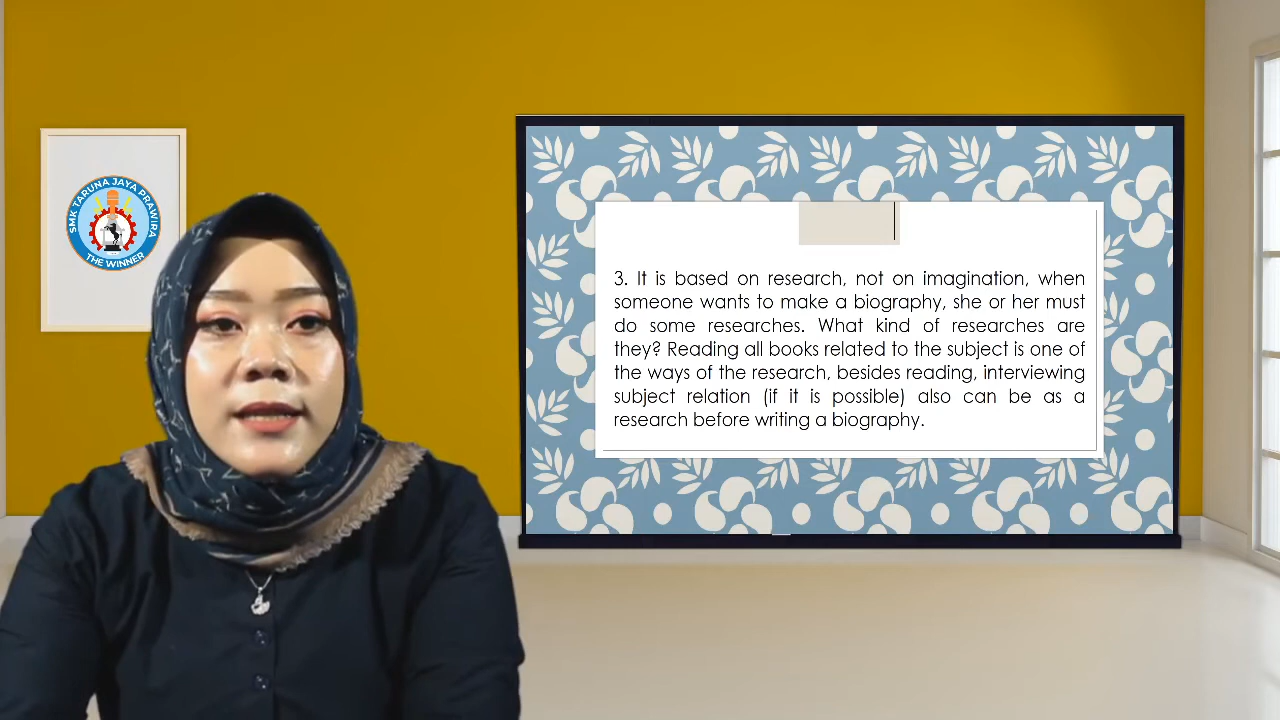 SMK TARUNA JAYA PRAWIRA
THE WINNER
3. It is based on research, not on imagination, when
someone wants to make a biography, she or her must
do some researches. What kind of researches are
they? Reading all books related to the subject is one of
the ways of the research, besides reading, interviewing
subject relation (if it is possible) also can be as a
research before writing a biography.